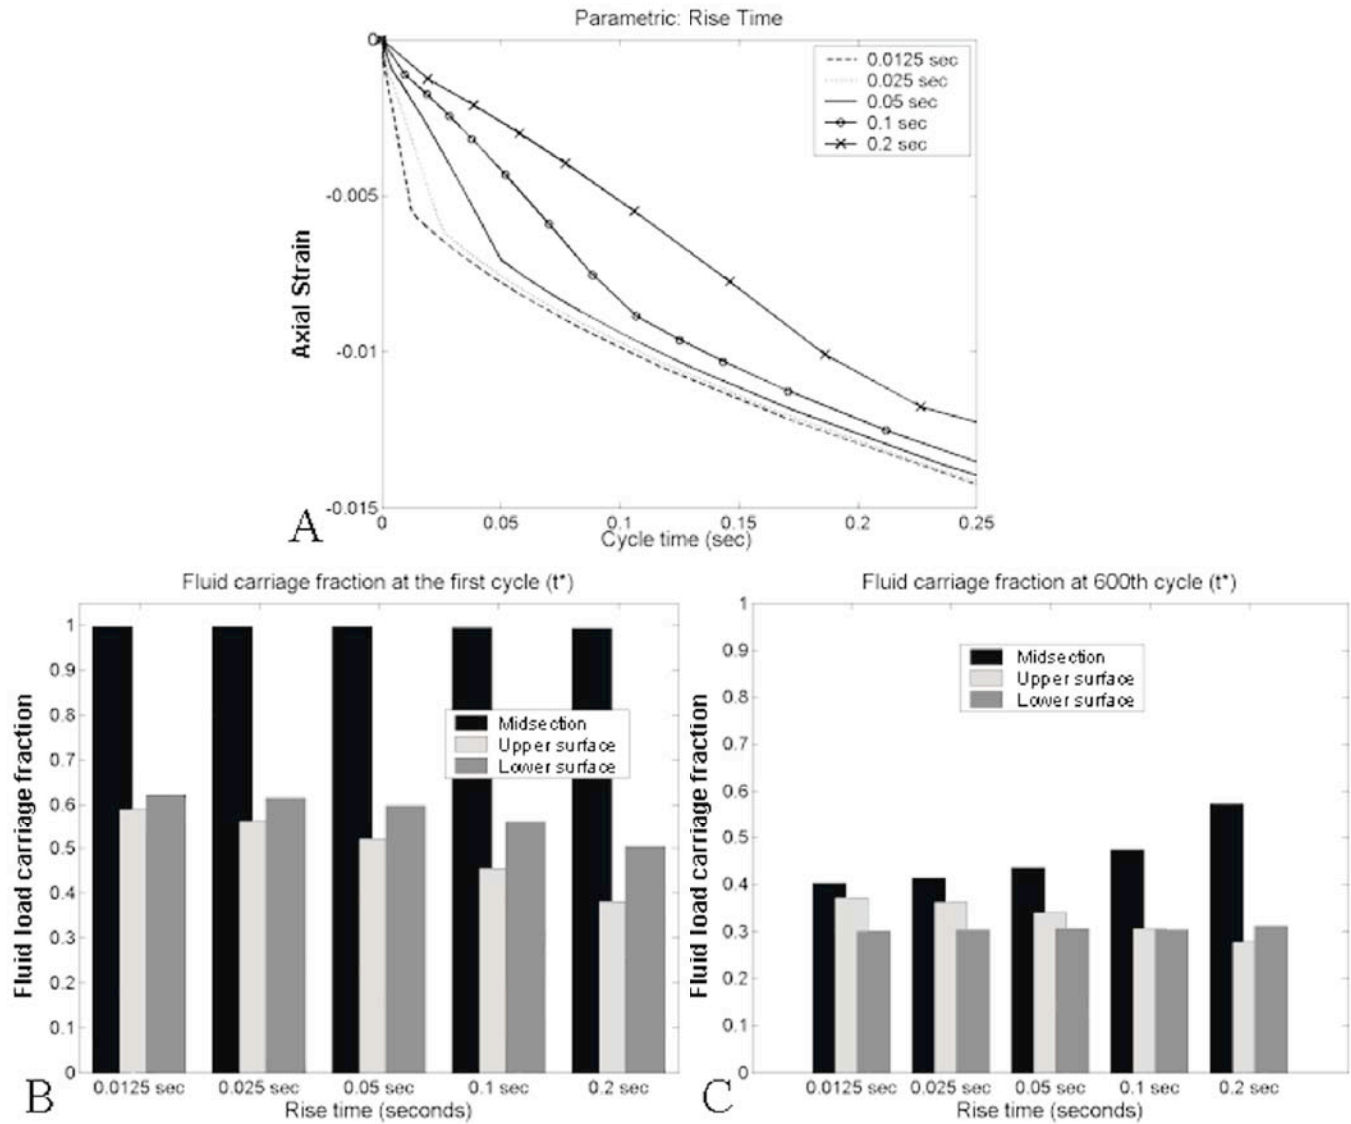 Parametric: Rise Time
0
-0.005
-0.01
-0.015
Axial Strain
0.0125 sec
0.025 sec
0.05 sec
0.1 sec
0.2 sec
0
0.05
0.1
0.15
0.2
0.25
Cycle time (sec)
A
Fluid carriage fraction at the first cycle (t*)
1
0.9
0.8
0.7
0.6
0.5
0.4
0.3
0.2
0.1
0
Fluid load carriage fraction
Midsection
Upper surface
Lower surface
0.0125 sec
0.025 sec
0.05 sec
0.1 sec
0.2 sec
Rise time (seconds)
B
Fluid carriage fraction at 600th cycle (t*)
1
0.9
0.8
0.7
0.6
0.5
0.4
0.3
0.2
0.1
0
Fluid load carriage fraction
Midsection
Upper surface
Lower surface
0.0125 sec
0.025 sec
0.05 sec
0.1 sec
0.2 sec
Rise time (seconds)
C